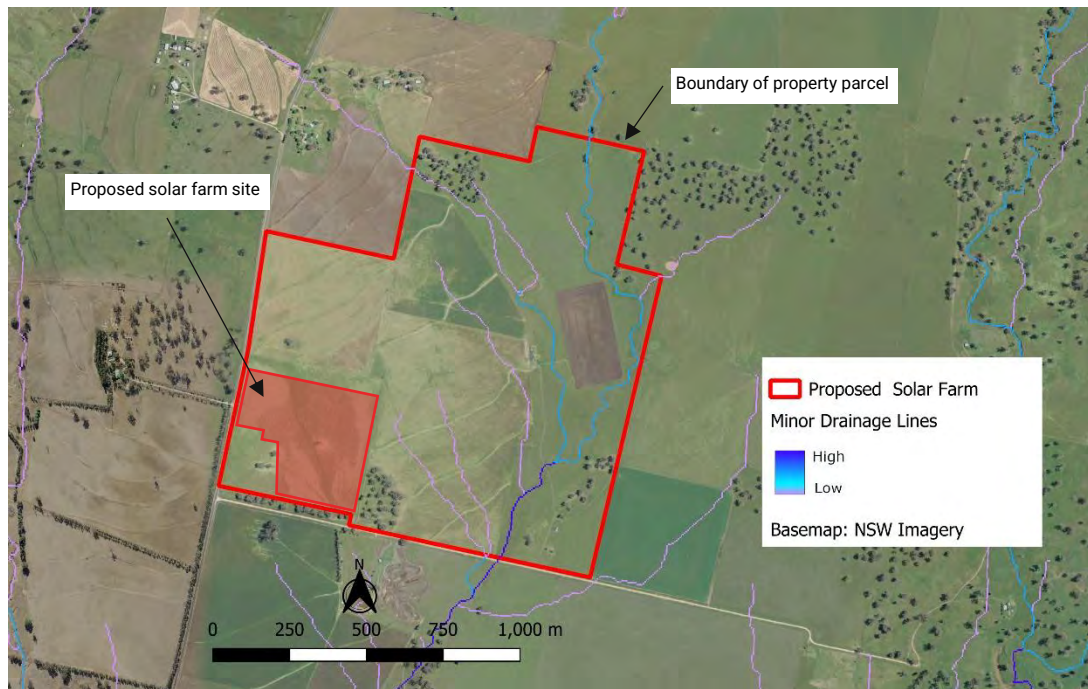 Boundary of property parcel
Proposed solar farm site
Proposed Solar Farm
Minor Drainage Lines
High
Low
Basemap: NSW Imagery
N
0 250 500 750 1,000 m